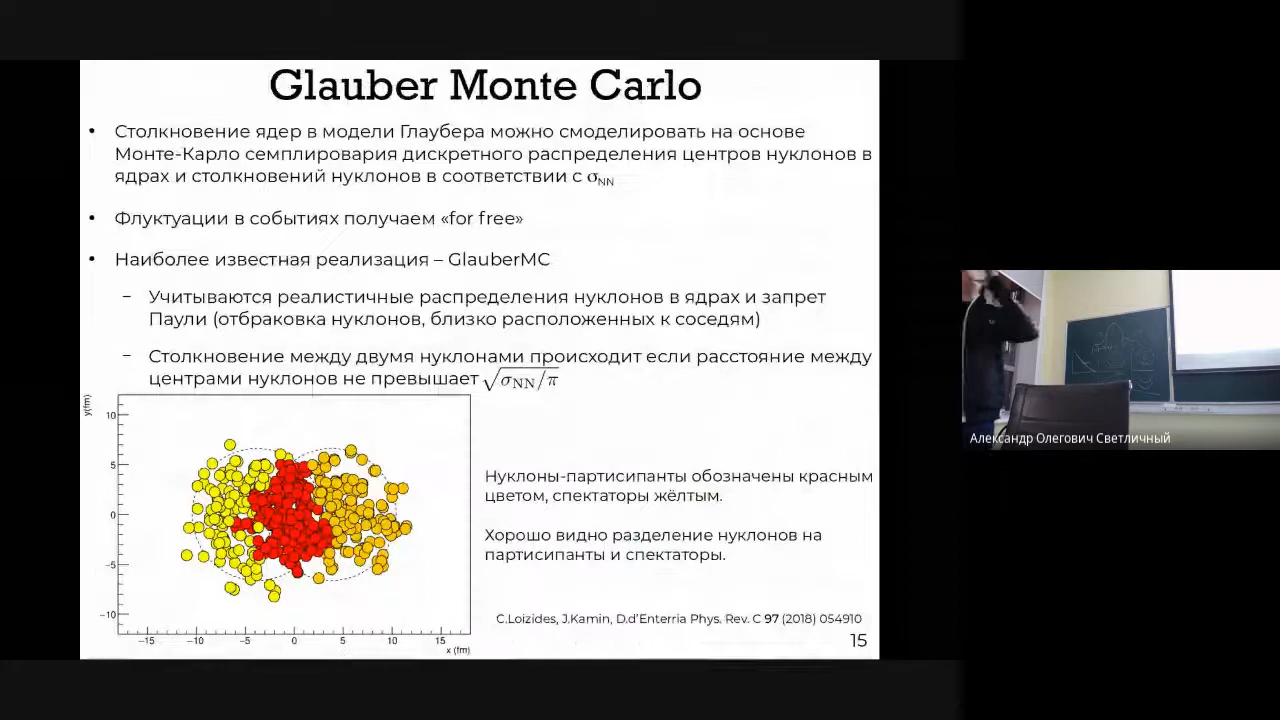 Glauber Monte Carlo
• Столкновение ядер в модели Глаубера можно смоделировать на основе
Монте-Карло семплировария дискретного распределения центров нуклонов в
ядрах и столкновений нуклонов в соответствии с σNN
• Флуктуации в событиях получаем «for free»
• Наиболее известная реализация – GlauberMC
– Учитываются реалистичные распределения нуклонов в ядрах и запрет
Паули (отбраковка нуклонов, близко расположенных к соседям)
– Столкновение между двумя нуклонами происходит если расстояние между
центрами нуклонов не превышает √σNN/π
y(fm)
10
5
0
−5
−10
−15 −10 −5 0 5 10 15
x (fm)
Нуклоны-партисипанты обозначены красным
цветом, спектаторы жёлтым.
Хорошо видно разделение нуклонов на
партисипанты и спектаторы.
C.Loizides, J.Kamin, D.d'Enterria Phys. Rev. C 97 (2018) 054910
15
Александр Олегович Светличный